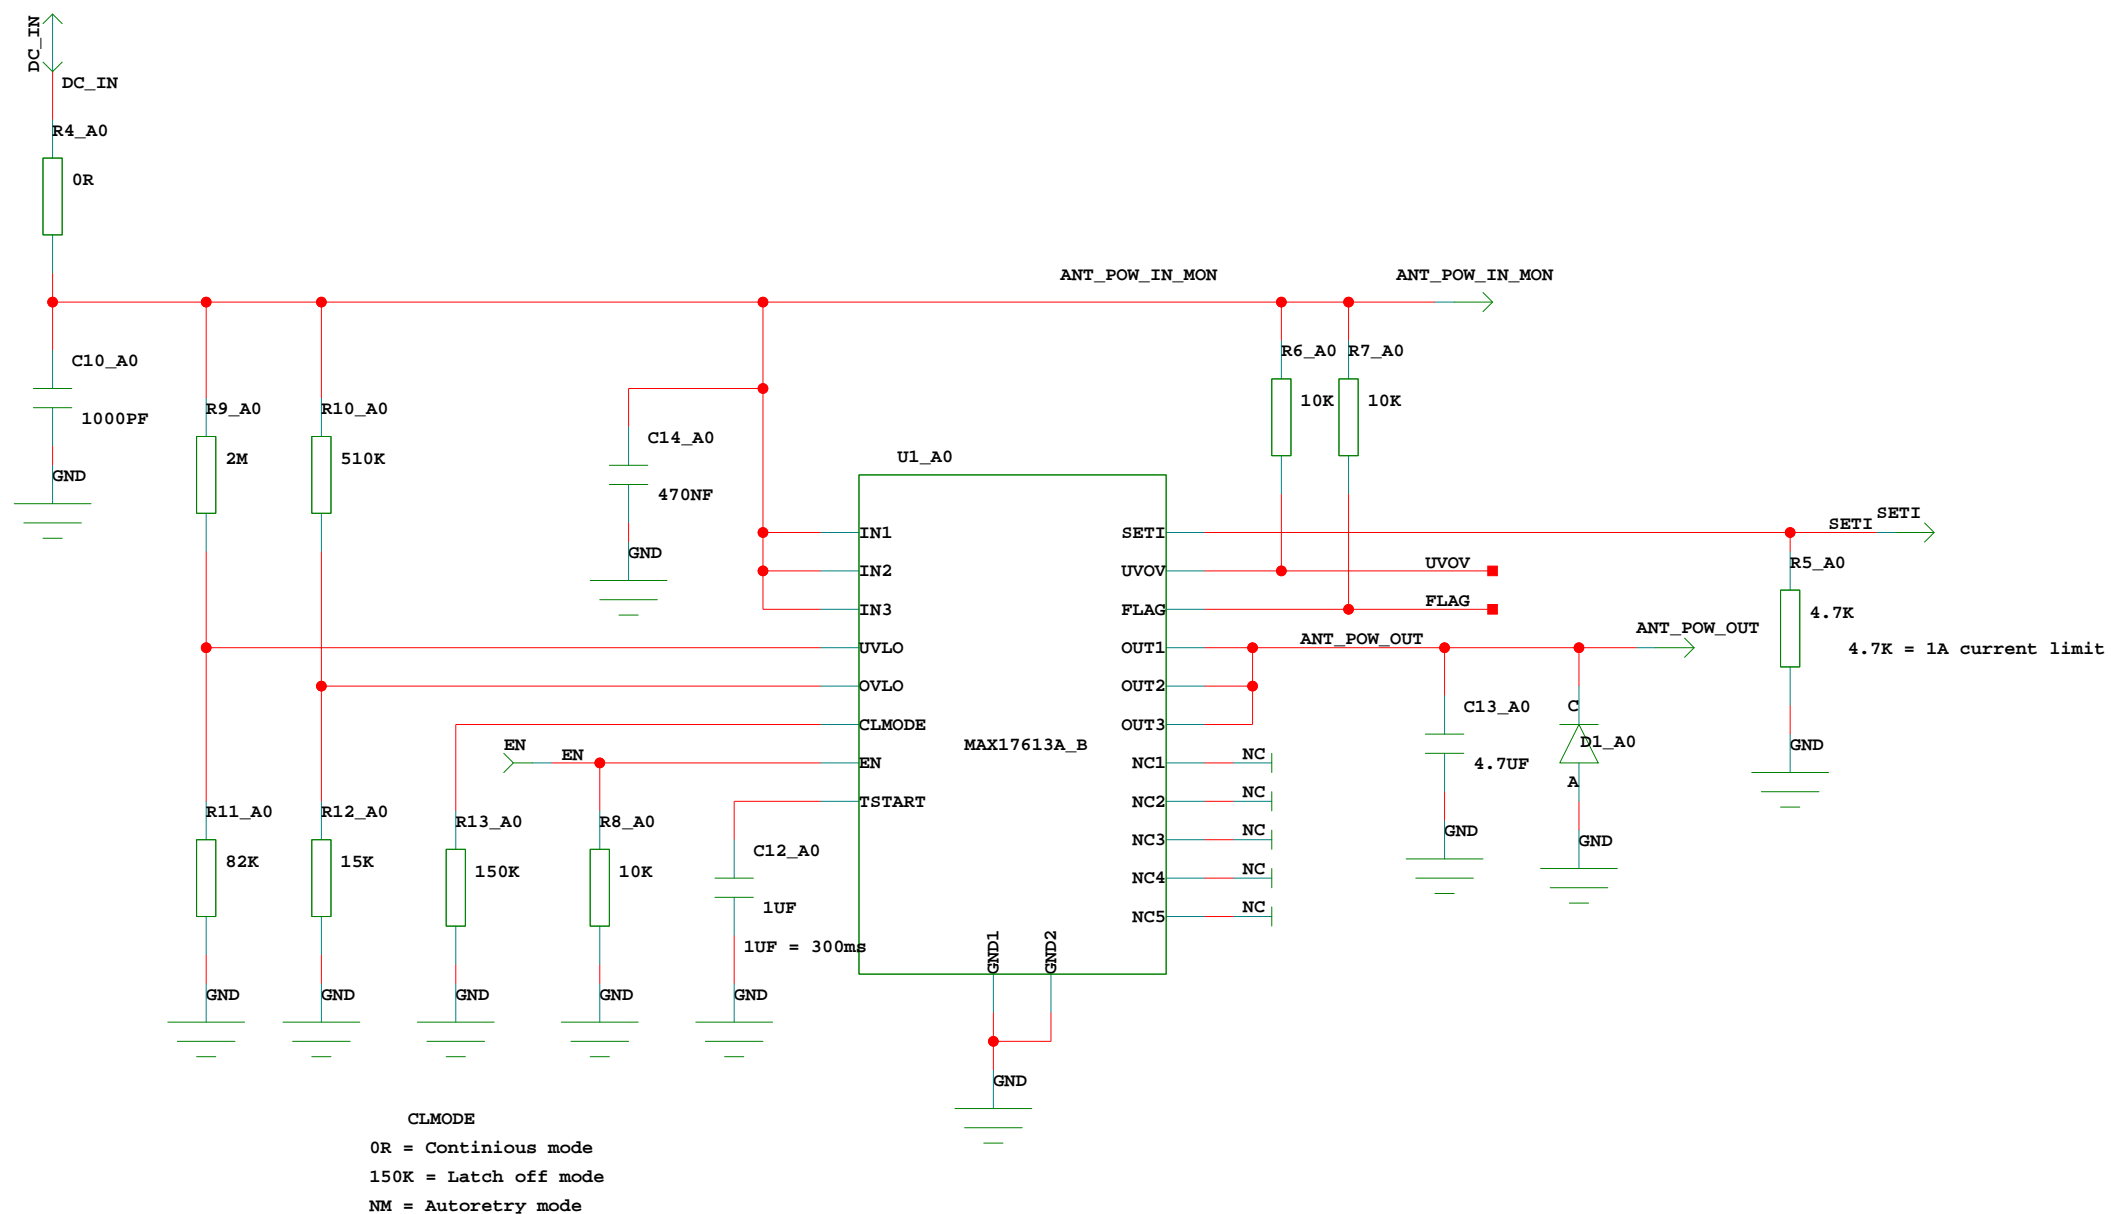 DC_IN
DC_IN
R4_A0
0R
ANT_POW_IN_MON
ANT_POW_IN_MON
C10_A0
1000PF
GND
R9_A0
2M
R10_A0
510K
C14_A0
470NF
GND
R6_A0
10K
R7_A0
10K
U1_A0
MAX17613A_B
IN1
IN2
IN3
UVLO
OVLO
CLMODE
EN
TSTART
SETI
UVOV
FLAG
OUT1
OUT2
OUT3
NC1
NC2
NC3
NC4
NC5
GND1
GND2
SETI
SETI
UVOV
FLAG
R5_A0
4.7K
4.7K = 1A current limit
GND
ANT_POW_OUT
ANT_POW_OUT
C13_A0
4.7UF
GND
C
D1_A0
A
GND
NC
NC
NC
NC
NC
EN
EN
R11_A0
82K
GND
R12_A0
15K
GND
R13_A0
150K
GND
R8_A0
10K
GND
C12_A0
1UF
1UF = 300ms
GND
GND
CLMODE
0R = Continious mode
150K = Latch off mode
NM = Autoretry mode